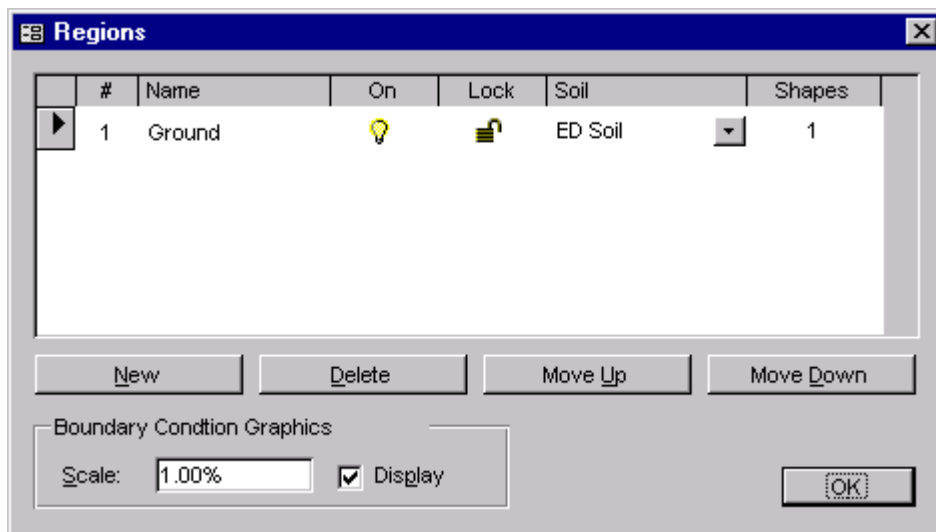 Regions
# Name On Lock Soil Shapes
1 Ground ED Soil 1
New Delete Move Up Move Down
Boundary Condtion Graphics
Scale: 1.00% Display
OK